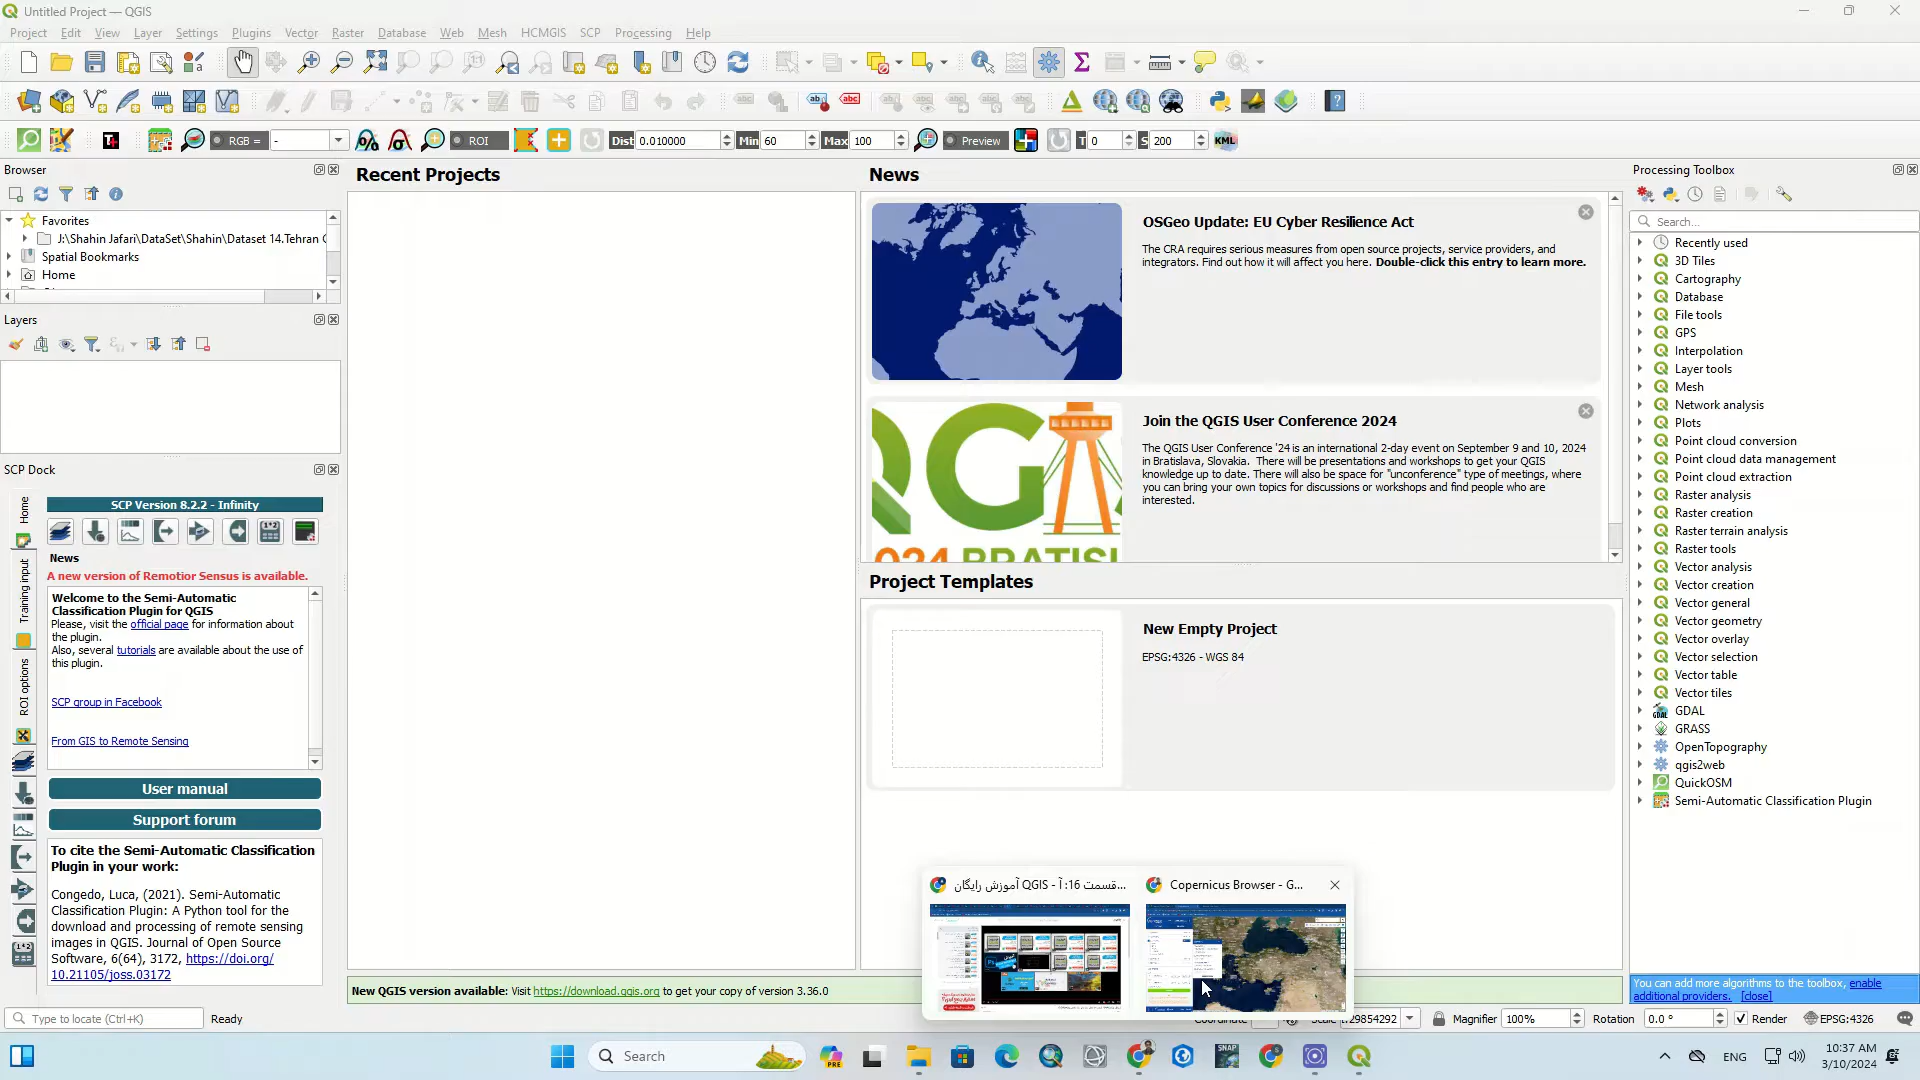 Untitled Project — QGIS
Project Edit View Layer Settings Plugins Vector Raster Database Web Mesh HCMGIS SCP Processing Help
RGB = - ROI Dist 0.010000 Min 60 Max 100 Preview T 0 S 200 KML
Browser
Favorites
J:\Shahin Jafari\DataSet\Shahin\Dataset 14.Tehran
Spatial Bookmarks
Home
Layers
SCP Dock
Home
Training input
ROI options
SCP Version 8.2.2 - Infinity
News
A new version of Remotior Sensus is available.
Welcome to the Semi-Automatic
Classification Plugin for QGIS
Please, visit the official page for information about
the plugin.
Also, several tutorials are available about the use of
this plugin.
SCP group in Facebook
From GIS to Remote Sensing
User manual
Support forum
To cite the Semi-Automatic Classification
Plugin in your work:
Congedo, Luca, (2021). Semi-Automatic
Classification Plugin: A Python tool for the
download and processing of remote sensing
images in QGIS. Journal of Open Source
Software, 6(64), 3172, https://doi.org/
10.21105/joss.03172
Recent Projects
News
OSGeo Update: EU Cyber Resilience Act
The CRA requires serious measures from open source projects, service providers, and
integrators. Find out how it will affect you here. Double-click this entry to learn more.
Join the QGIS User Conference 2024
The QGIS User Conference '24 is an international 2-day event on September 9 and 10, 2024
in Bratislava, Slovakia. There will be presentations and workshops to get your QGIS
knowledge up to date. There will also be space for "unconference" type of meetings, where
you can bring your own topics for discussions or workshops and find people who are
interested.
Project Templates
New Empty Project
EPSG:4326 - WGS 84
قسمت 16: آ - QGIS آموزش رایگان...
Copernicus Browser - G...
New QGIS version available: Visit https://download.qgis.org to get your copy of version 3.36.0
Processing Toolbox
Search...
Recently used
3D Tiles
Cartography
Database
File tools
GPS
Interpolation
Layer tools
Mesh
Network analysis
Plots
Point cloud conversion
Point cloud data management
Point cloud extraction
Raster analysis
Raster creation
Raster terrain analysis
Raster tools
Vector analysis
Vector creation
Vector general
Vector geometry
Vector overlay
Vector selection
Vector table
Vector tiles
GDAL
GRASS
OpenTopography
qgis2web
QuickOSM
Semi-Automatic Classification Plugin
You can add more algorithms to the toolbox, enable
additional providers. [close]
Type to locate (Ctrl+K) Ready
Coordinate Scale :29854292 Magnifier 100% Rotation 0.0 ° Render EPSG:4326
Search
PRE
SNAP
ENG
10:37 AM
3/10/2024